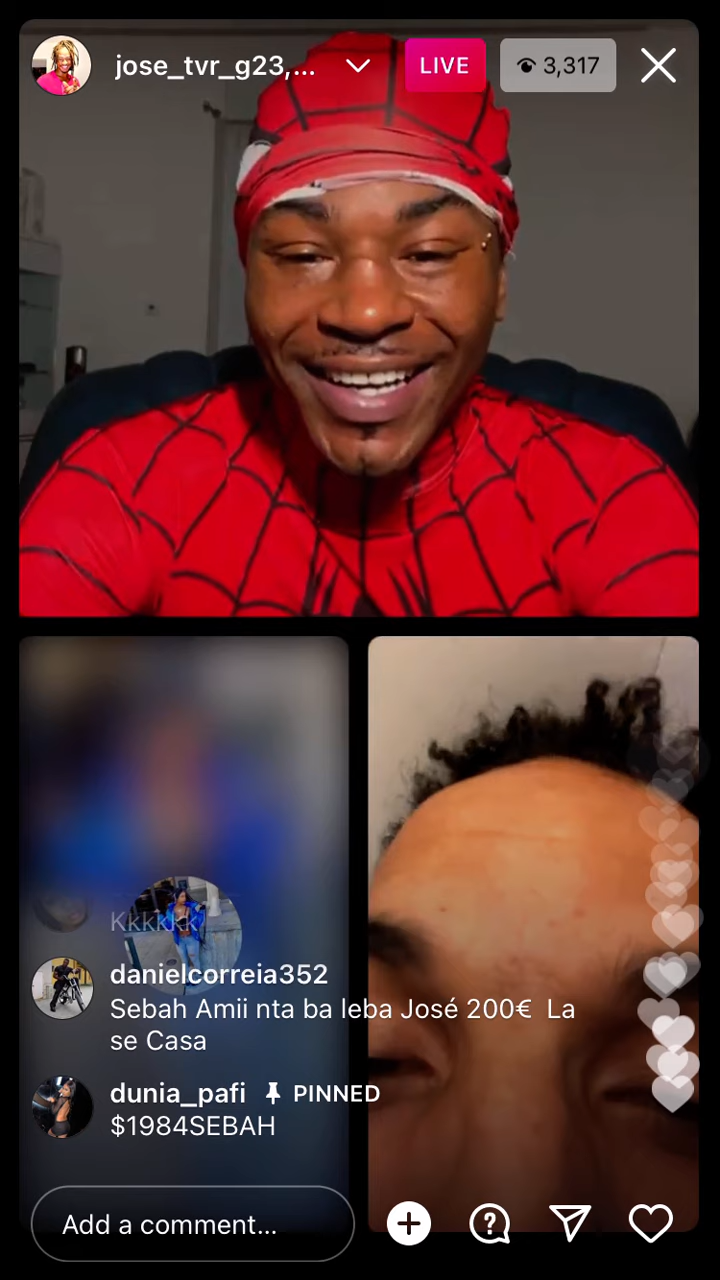 jose_tvr_g23,...
LIVE
3,317
Kkkkkk
danielcorreia352
Sebah Amii nta ba leba José 200€ La
se Casa
dunia_pafi PINNED
$1984SEBAH
Add a comment...